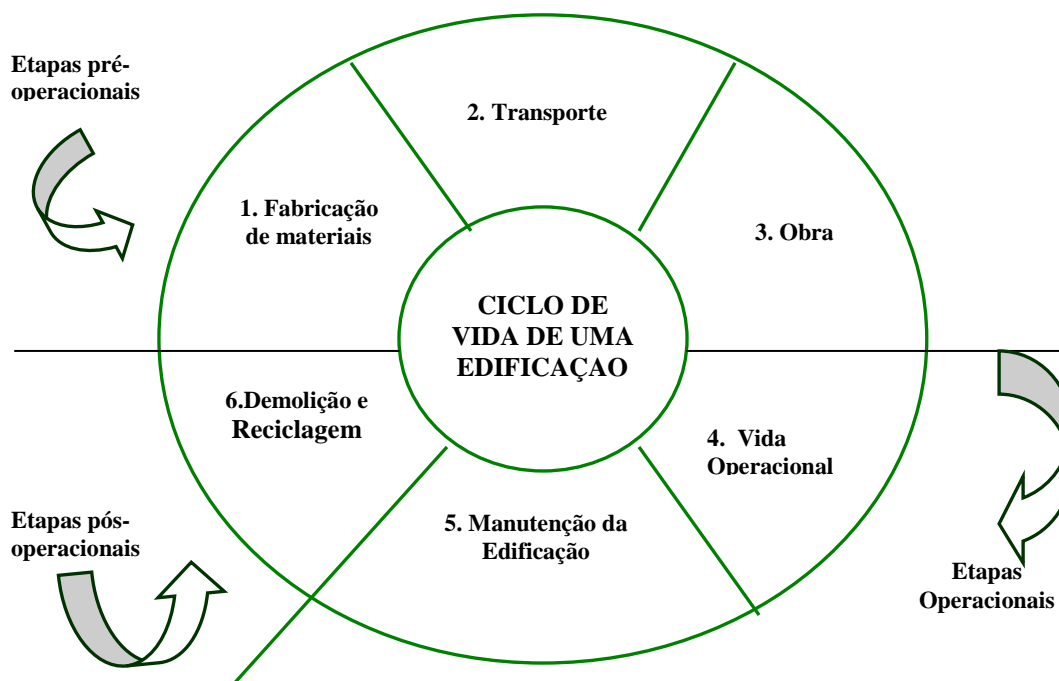 Etapas pré-
operacionais
2. Transporte
1. Fabricação
de materiais
3. Obra
CICLO DE
VIDA DE UMA
EDIFICAÇAO
6.Demolição e
Reciclagem
4. Vida
Operacional
5. Manutenção da
Edificação
Etapas pós-
operacionais
Etapas
Operacionais